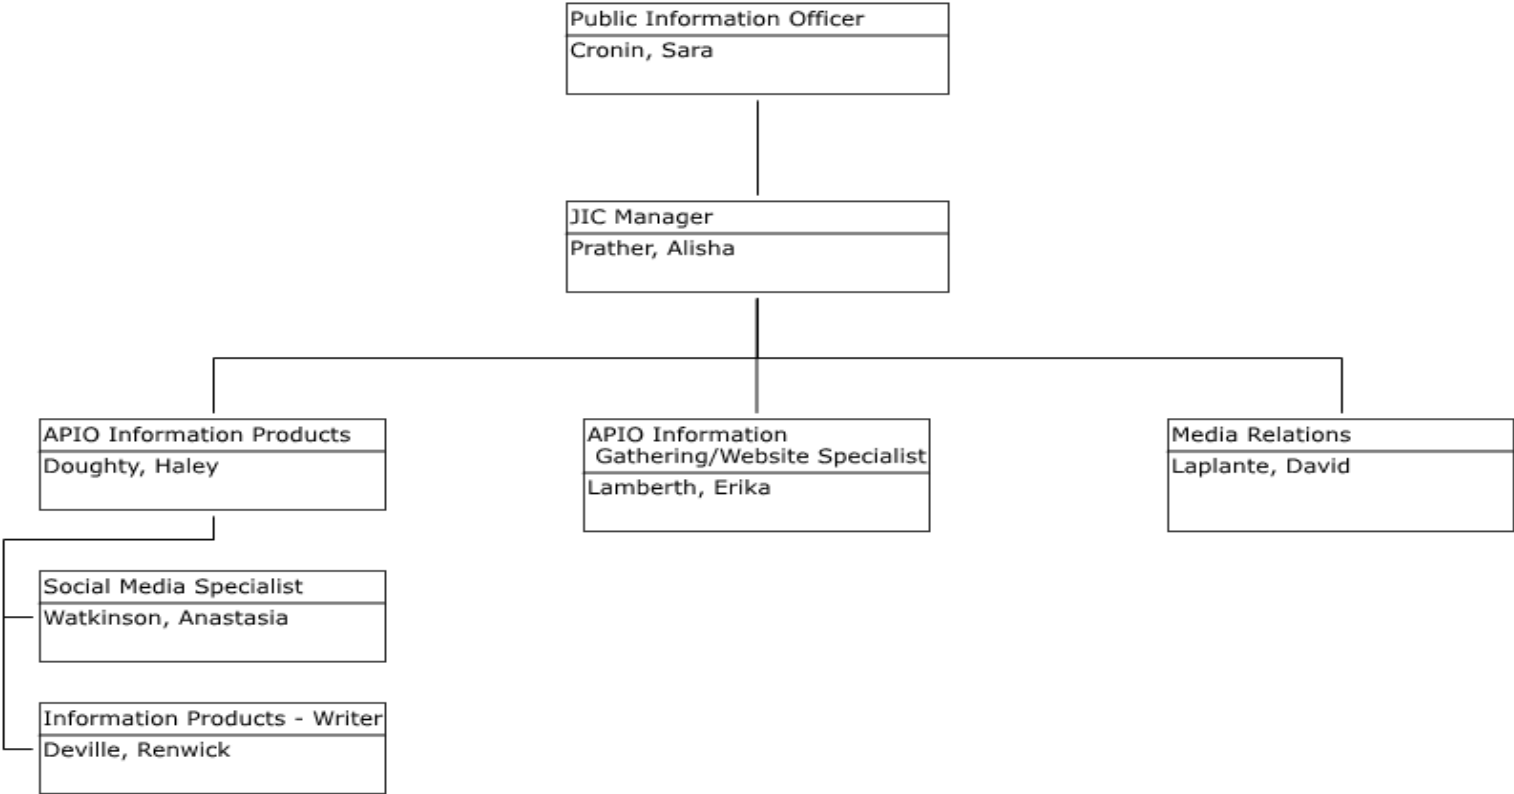 Public Information Officer
Cronin, Sara
JIC Manager
Prather, Alisha
APIO Information Products
Doughty, Haley
APIO Information
Gathering/Website Specialist
Lamberth, Erika
Media Relations
Laplante, David
Social Media Specialist
Watkinson, Anastasia
Information Products - Writer
Deville, Renwick